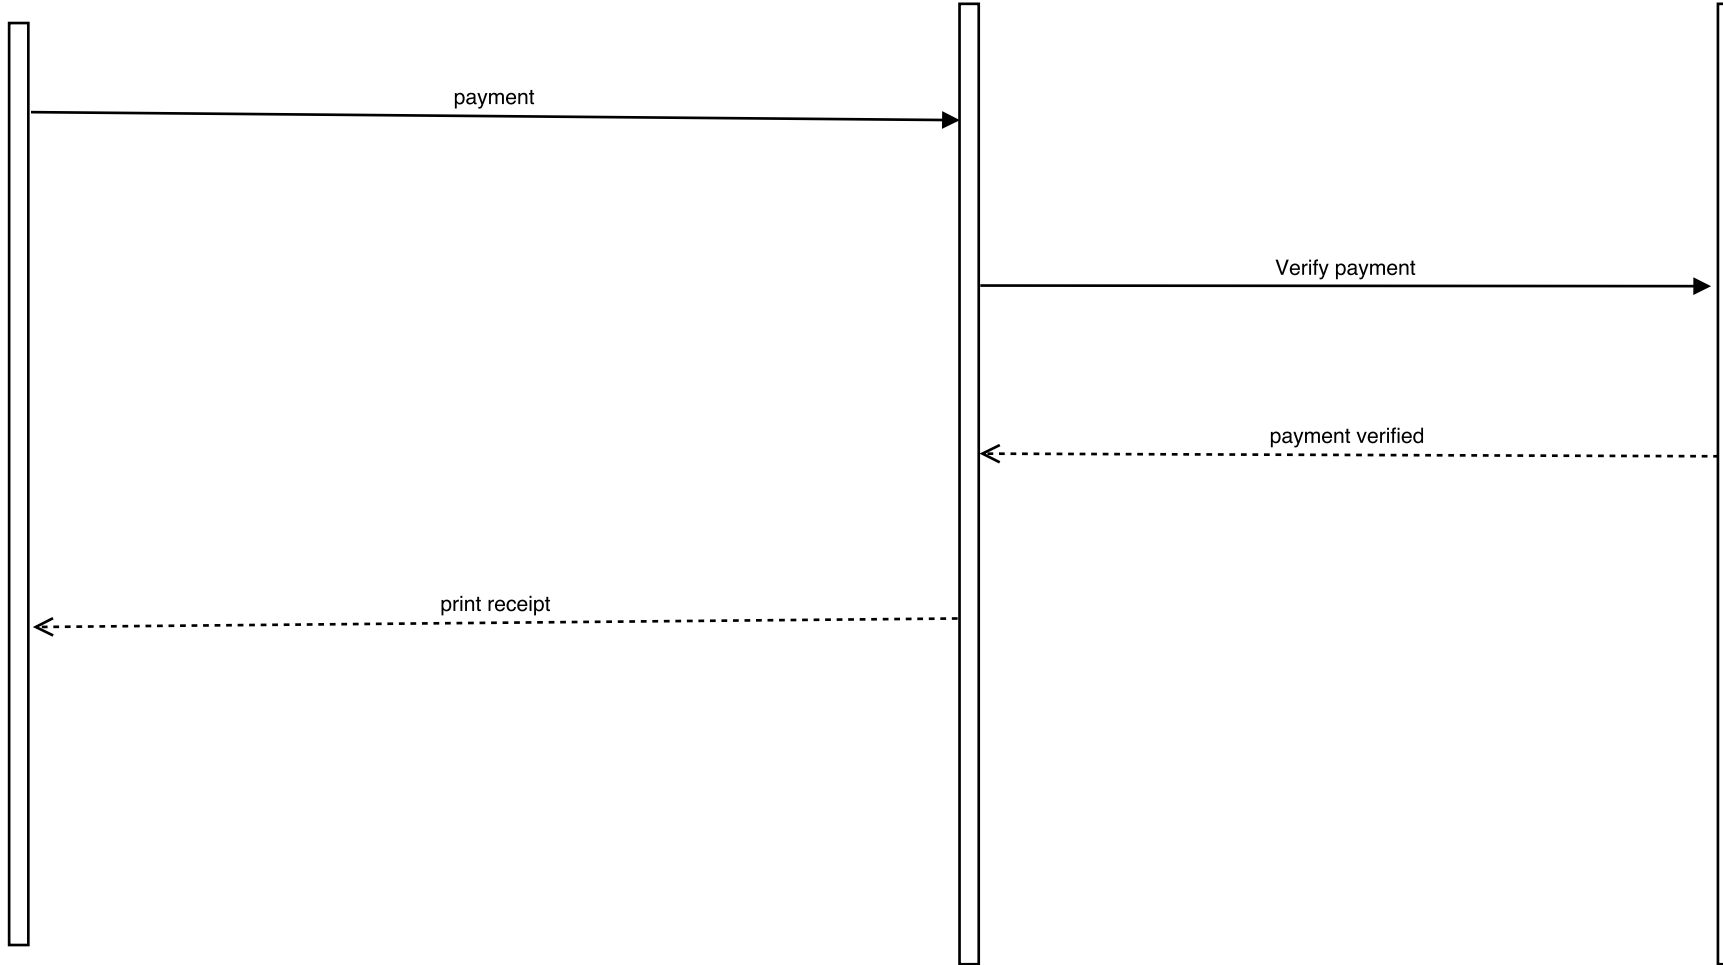 payment
Verify payment
payment verified
print receipt